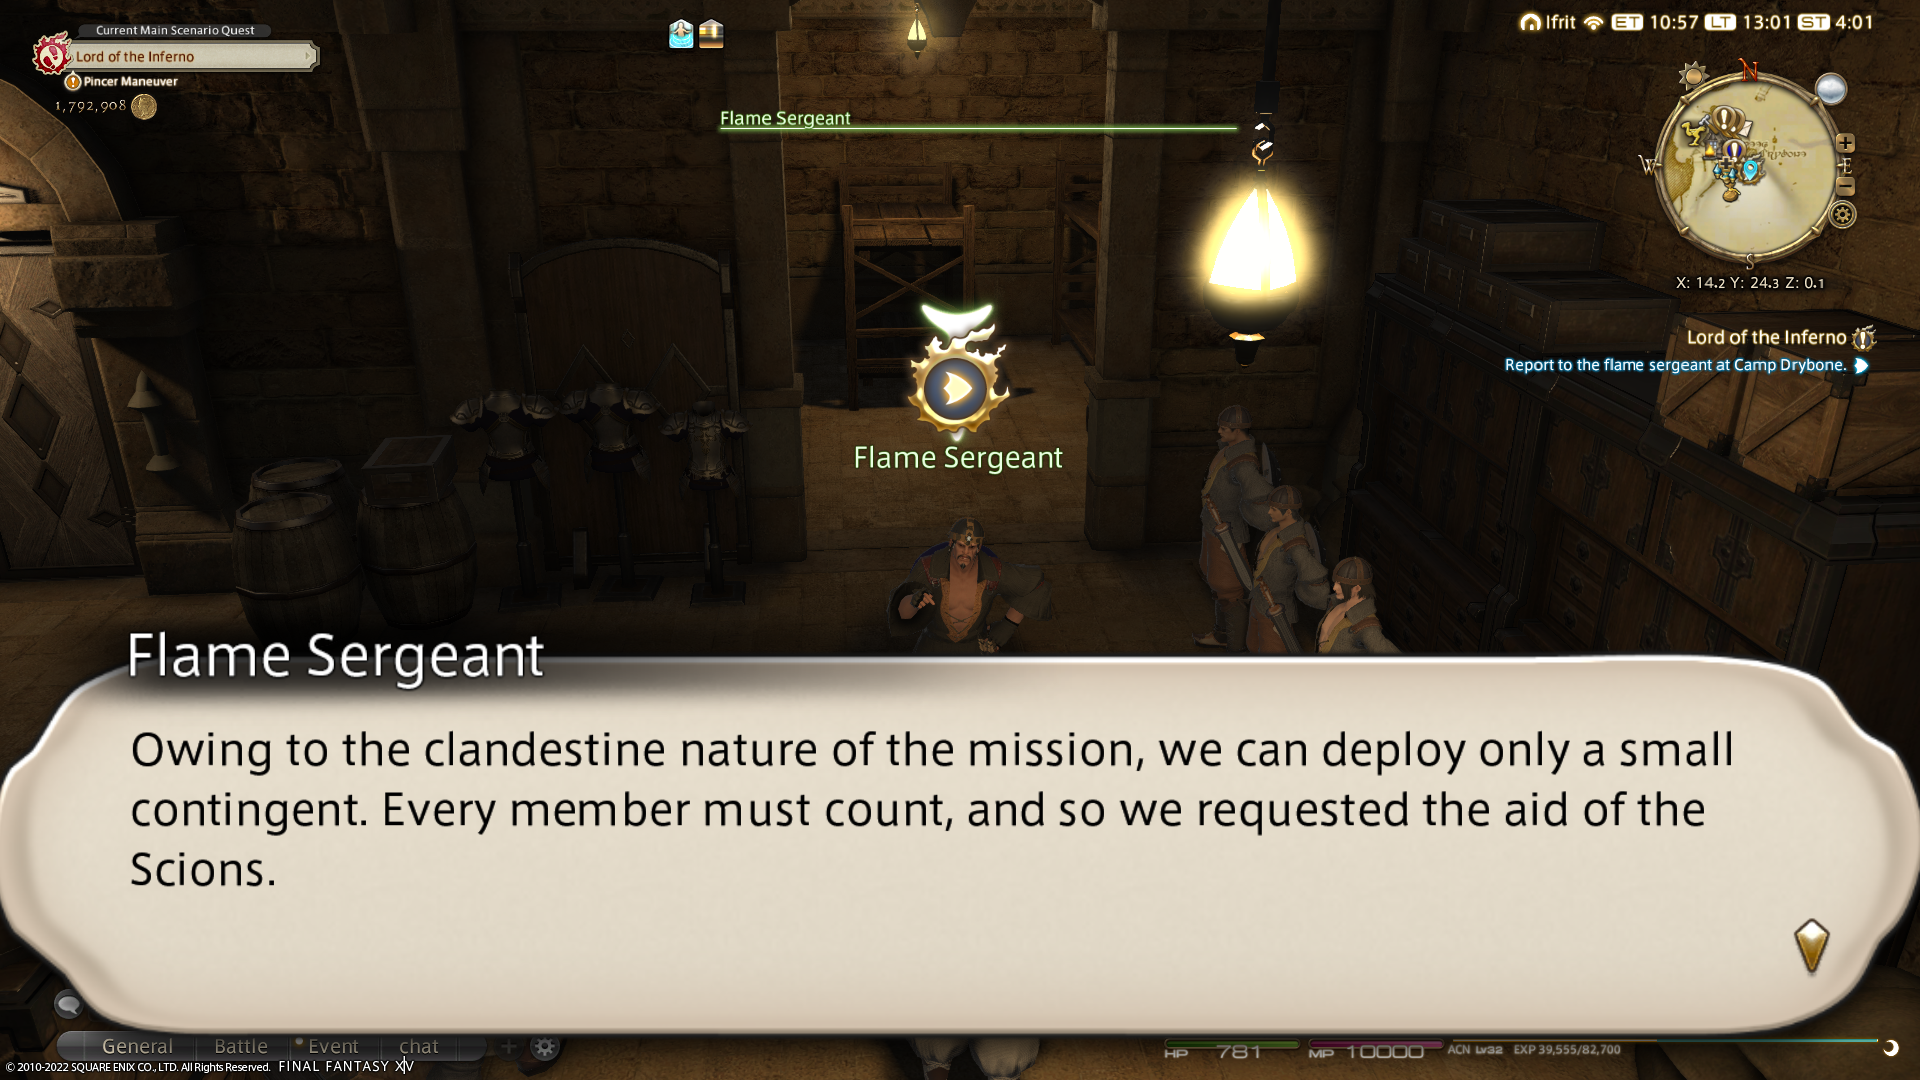 Current Main Scenario Quest
Lord of the Inferno
Pincer Maneuver
1,792,908
Ifrit ET 10:57 LT 13:01 ST 4:01
Flame Sergeant
N
W
E
S
X: 14.2 Y: 24.3 Z: 0.1
Lord of the Inferno
Report to the flame sergeant at Camp Drybone.
Flame Sergeant
Flame Sergeant
Owing to the clandestine nature of the mission, we can deploy only a small
contingent. Every member must count, and so we requested the aid of the
Scions.
General Battle Event chat
HP 781 MP 10000 ACN Lv32 EXP 39,555/82,700
© 2010-2022 SQUARE ENIX CO., LTD. All Rights Reserved. FINAL FANTASY XIV